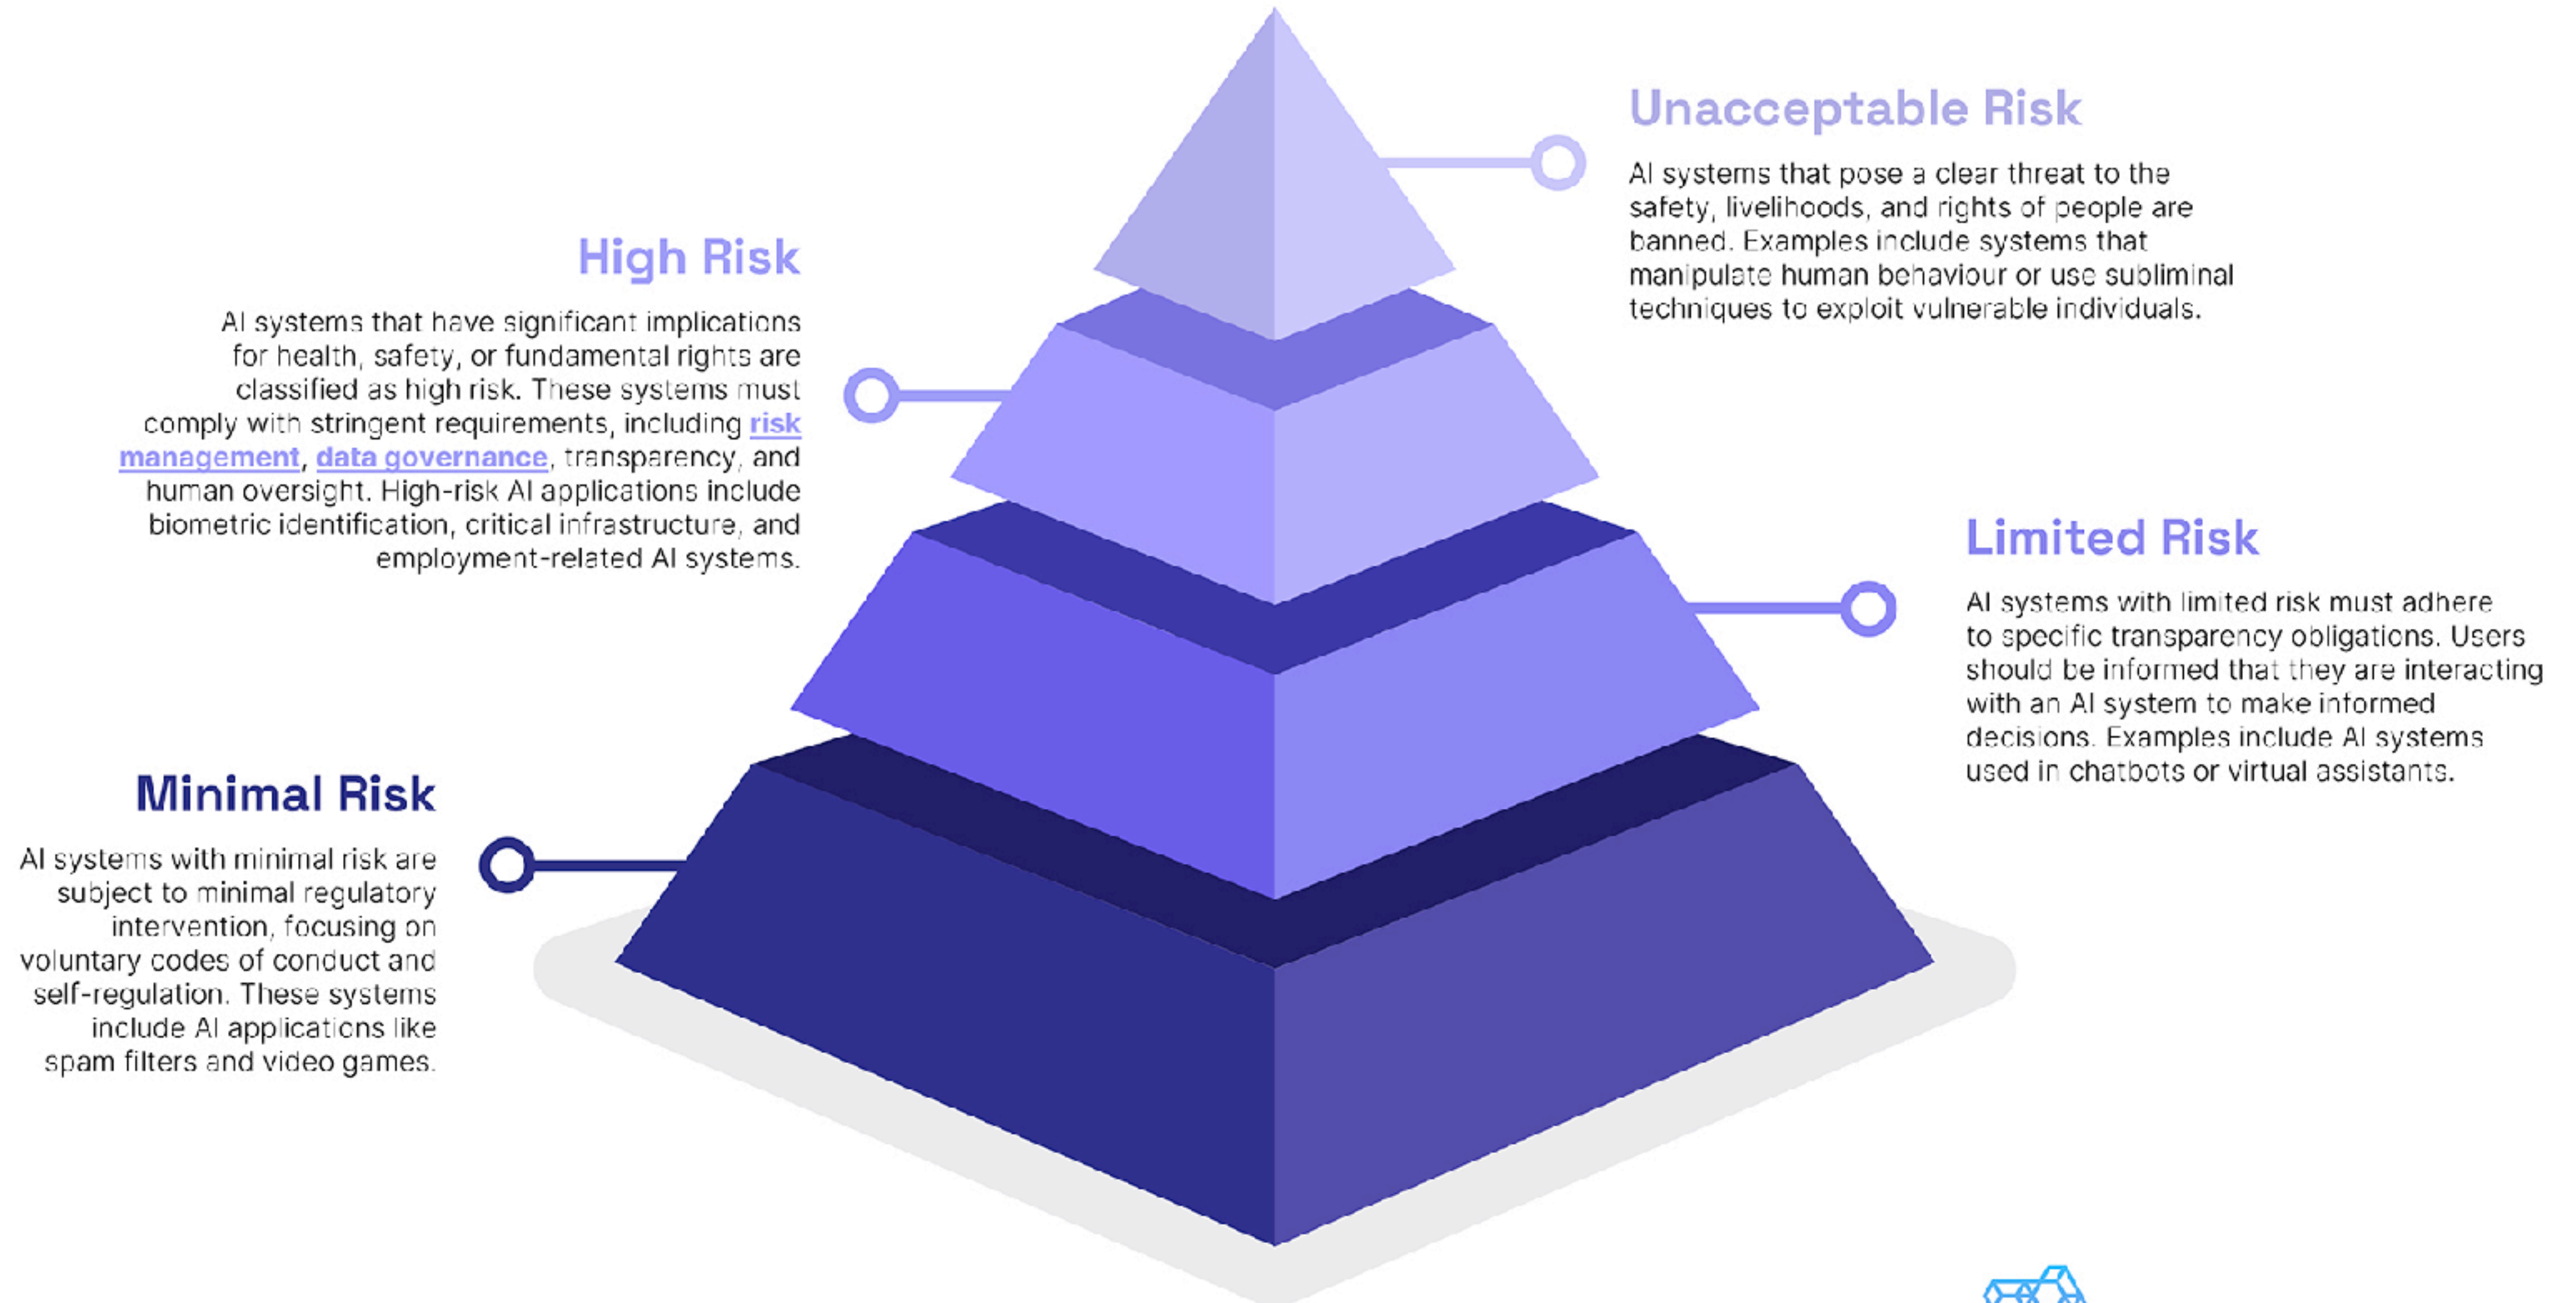 Unacceptable Risk
AI systems that pose a clear threat to the
safety, livelihoods, and rights of people are
banned. Examples include systems that
manipulate human behaviour or use subliminal
techniques to exploit vulnerable individuals.
High Risk
AI systems that have significant implications
for health, safety, or fundamental rights are
classified as high risk. These systems must
comply with stringent requirements, including risk
management, data governance, transparency, and
human oversight. High-risk AI applications include
biometric identification, critical infrastructure, and
employment-related AI systems.
Limited Risk
AI systems with limited risk must adhere
to specific transparency obligations. Users
should be informed that they are interacting
with an AI system to make informed
decisions. Examples include AI systems
used in chatbots or virtual assistants.
Minimal Risk
AI systems with minimal risk are
subject to minimal regulatory
intervention, focusing on
voluntary codes of conduct and
self-regulation. These systems
include AI applications like
spam filters and video games.